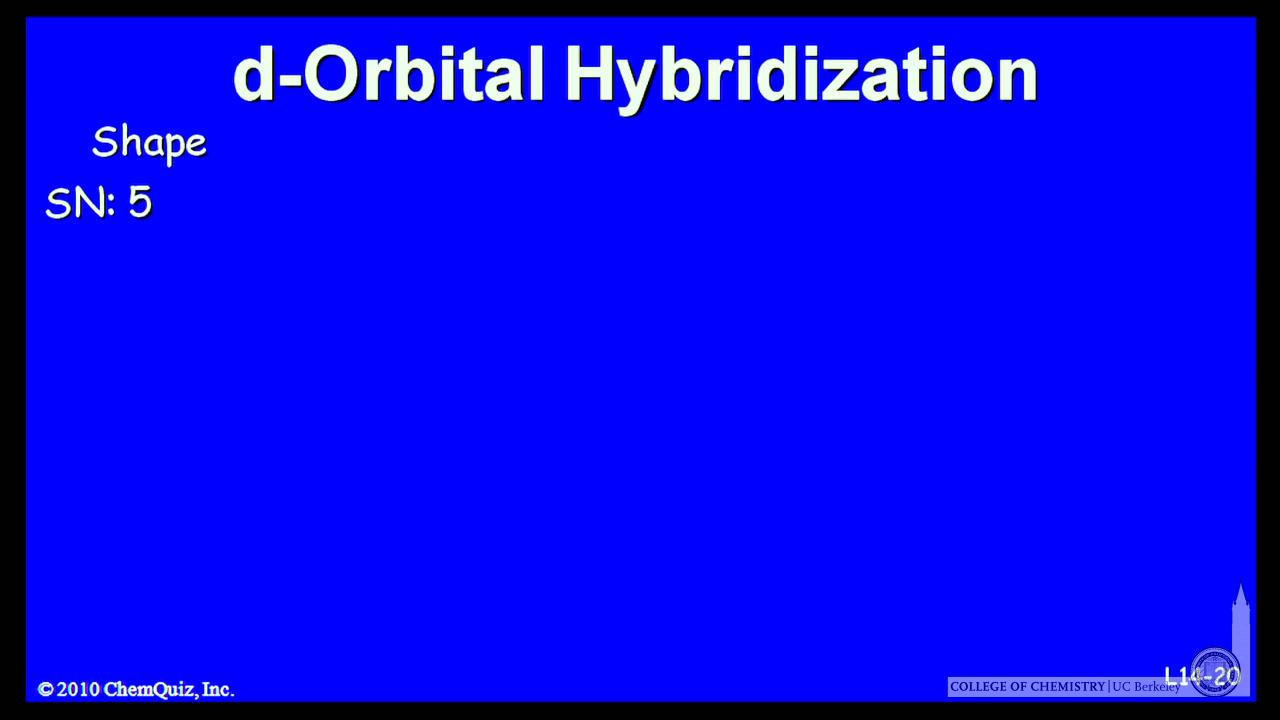 d-Orbital Hybridization
Shape
SN: 5
L14-20
© 2010 ChemQuiz, Inc.
COLLEGE OF CHEMISTRY | UC Berkeley